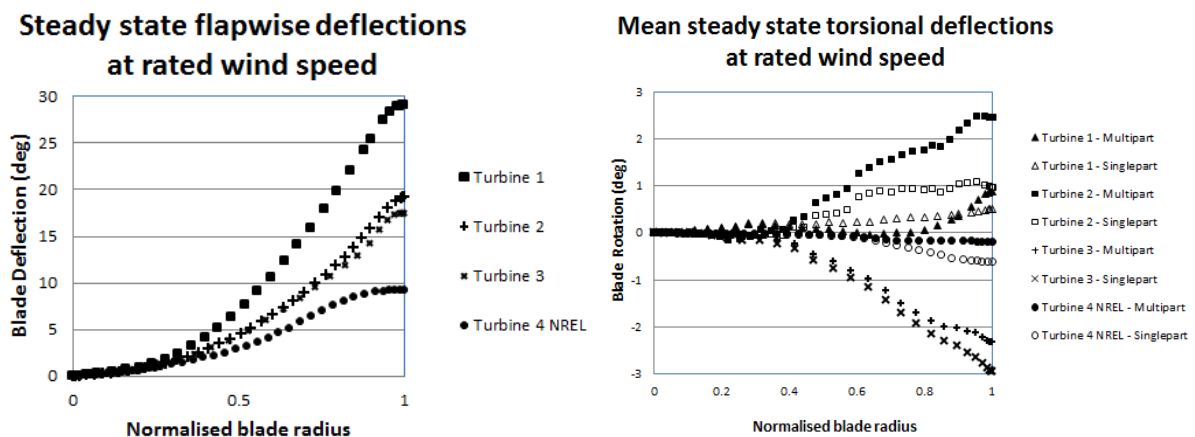 Steady state flapwise deflections
at rated wind speed
Blade Deflection (deg)
30
25
20
15
10
5
0
0
0.5
1
Normalised blade radius
Turbine 1
Turbine 2
Turbine 3
Turbine 4 NREL
Mean steady state torsional deflections
at rated wind speed
Blade Rotation (deg)
3
2
1
0
-1
-2
-3
0
0.2
0.4
0.6
0.8
1
Normalised blade radius
Turbine 1 - Multipart
Turbine 1 - Singlepart
Turbine 2 - Multipart
Turbine 2 - Singlepart
Turbine 3 - Multipart
Turbine 3 - Singlepart
Turbine 4 NREL - Multipart
Turbine 4 NREL - Singlepart